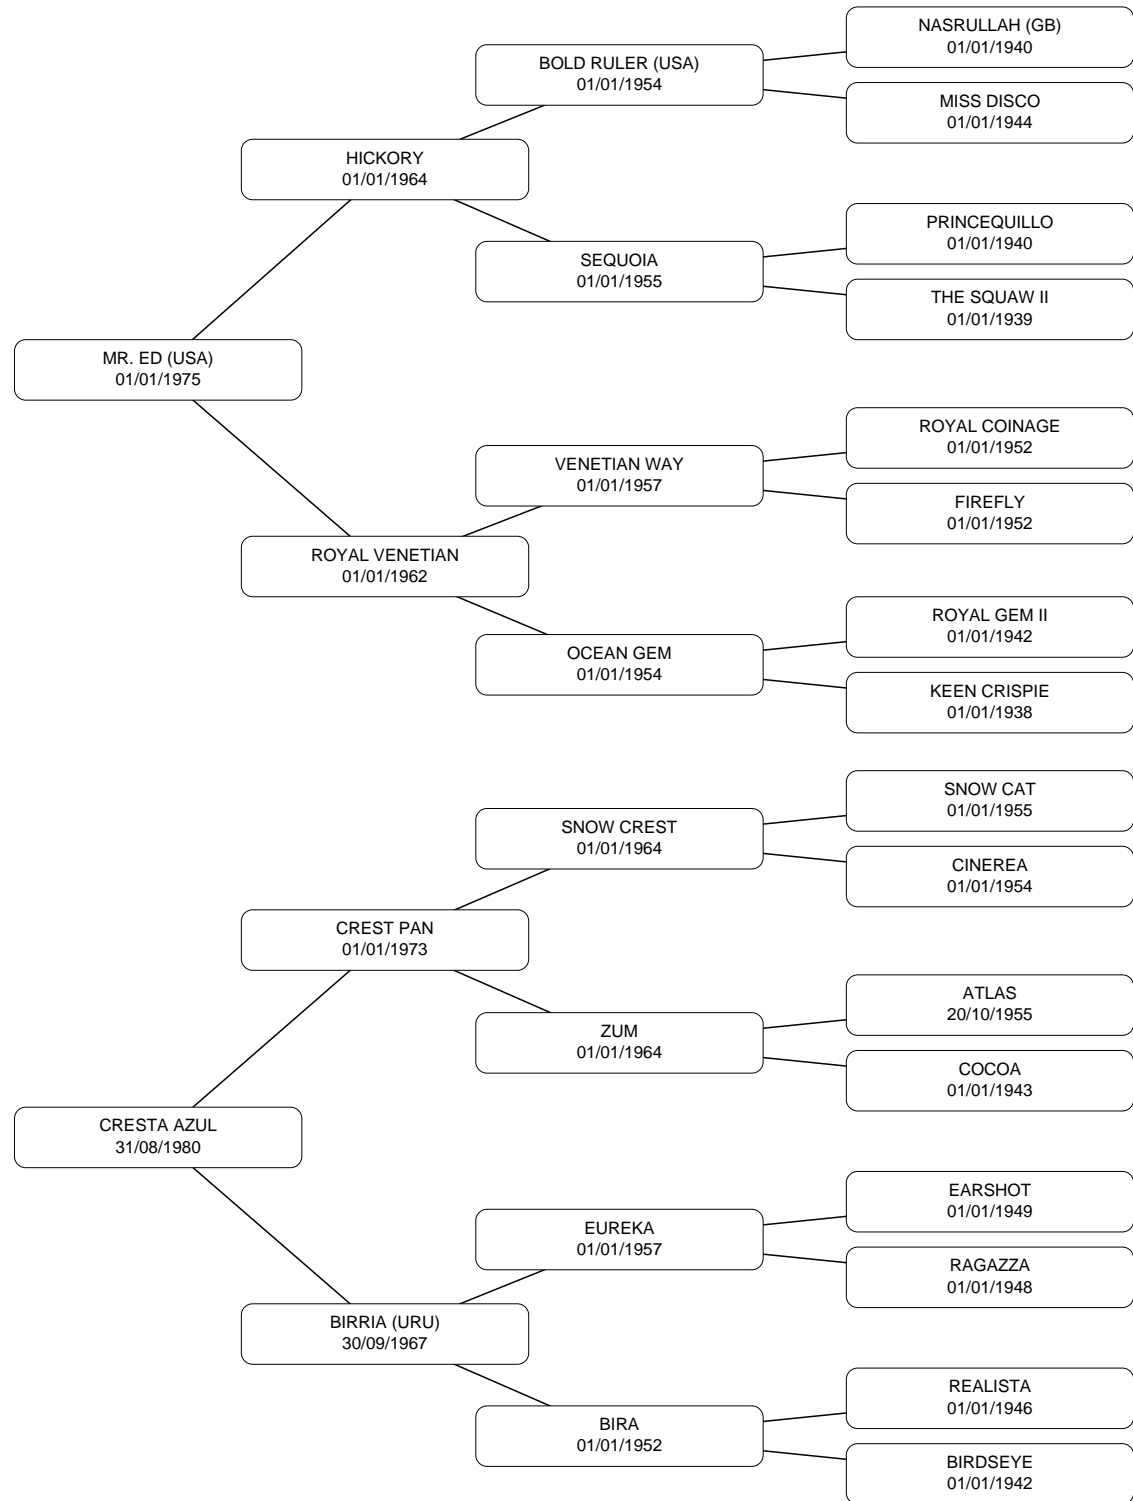 NASRULLAH (GB)
01/01/1940
BOLD RULER (USA)
01/01/1954
MISS DISCO
01/01/1944
HICKORY
01/01/1964
PRINCEQUILLO
01/01/1940
SEQUOIA
01/01/1955
THE SQUAW II
01/01/1939
MR. ED (USA)
01/01/1975
ROYAL COINAGE
01/01/1952
VENETIAN WAY
01/01/1957
FIREFLY
01/01/1952
ROYAL VENETIAN
01/01/1962
ROYAL GEM II
01/01/1942
OCEAN GEM
01/01/1954
KEEN CRISPIE
01/01/1938
SNOW CAT
01/01/1955
SNOW CREST
01/01/1964
CINEREA
01/01/1954
CREST PAN
01/01/1973
ATLAS
20/10/1955
ZUM
01/01/1964
COCOA
01/01/1943
CRESTA AZUL
31/08/1980
EARSHOT
01/01/1949
EUREKA
01/01/1957
RAGAZZA
01/01/1948
BIRRIA (URU)
30/09/1967
REALISTA
01/01/1946
BIRA
01/01/1952
BIRDSEYE
01/01/1942